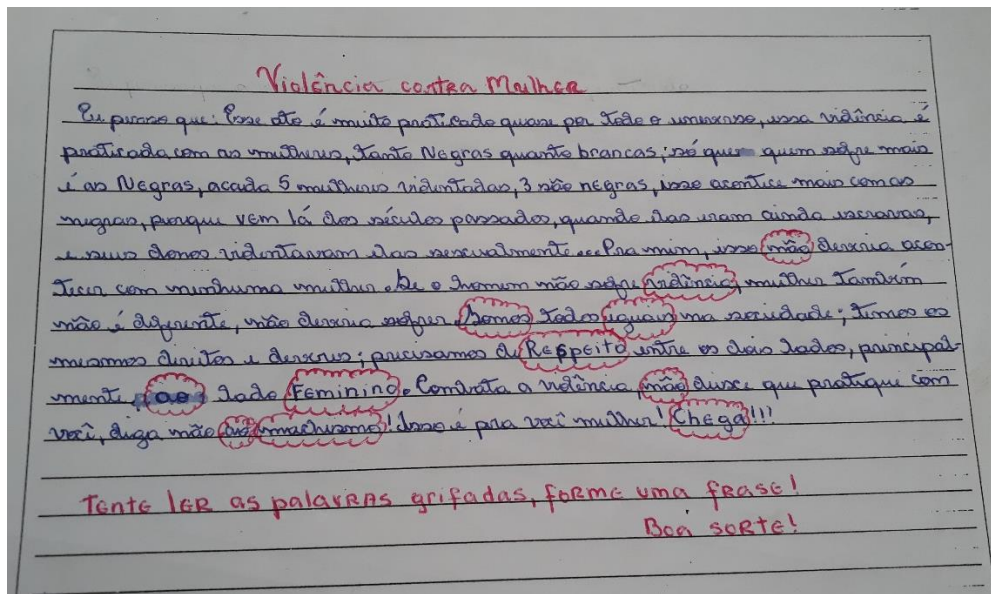 Violência contra Mulher
Eu penso que: Esse ato é muito praticado quase por todo o universo, essa violência é
praticada com as mulheres, tanto Negras quanto brancas; só que quem sofre mais
é as Negras, acada 5 mulheres violentadas, 3 são negras, isso acontece mais com as
negras, porque vem lá dos séculos passados, quando elas eram ainda escravas,
e seus donos violentavam elas sexualmente... Pra mim, isso não deveria acon-
tecer com nenhuma mulher. Se o homem não sofre violência, mulher também
não é diferente, não deveria sofrer. Somos todos iguais na sociedade; temos os
mesmos direitos e deveres; precisamos de Respeito entre os dois lados, principal-
mente, ao lado Feminino. Combata a violência, não deixe que pratique com
você, diga não ao machismo! Isso é pra você mulher! Chega!!!
Tente ler as palavras grifadas, forme uma frase!
Boa sorte!